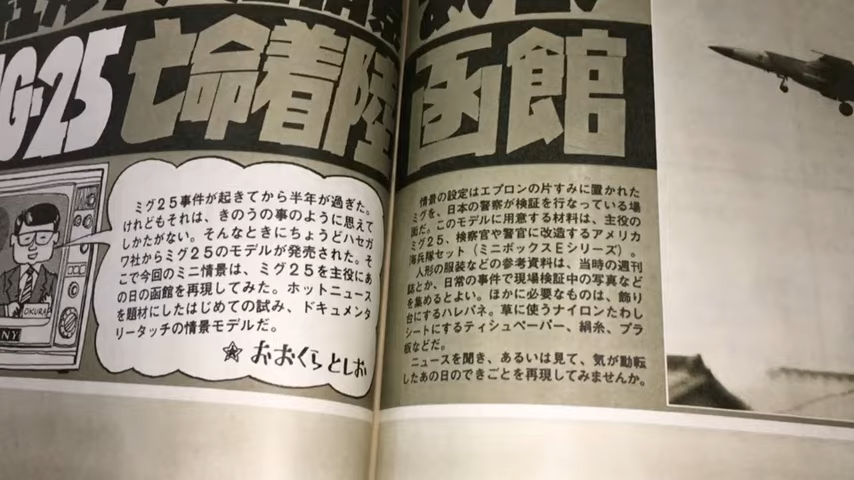 G-25 亡命着陸 函館
ミグ25事件が起きてから半年が過ぎた。
けれどもそれは、きのうの事のように思えて
しかたがない。そんなときにちょうどハセガ
ワ社からミグ25のモデルが発売された。そ
こで今回のミニ情景は、ミグ25を主役にあ
の日の函館を再現してみた。ホットニュース
を題材にしたはじめての試み、ドキュメンタ
リータッチの情景モデルだ。
☆おおくらとしお
OKURA
NY
情景の設定はエプロンの片すみに置かれた
ミグを、日本の警察が検証を行なっている場
面だ。このモデルに用意する材料は、主役の
ミグ25、検察官や警官に改造するアメリカ
海兵隊セット(ミニボックスEシリーズ)。
人形の服装などの参考資料は、当時の週刊
誌とか、日常の事件で現場検証中の写真など
を集めるとよい。ほかに必要なものは、飾り
台にするハレパネ。草に使うナイロンたわし
シートにするティシュペーパー、絹糸、プラ
板などだ。
ニュースを聞き、あるいは見て、気が動転
したあの日のできごとを再現してみませんか。